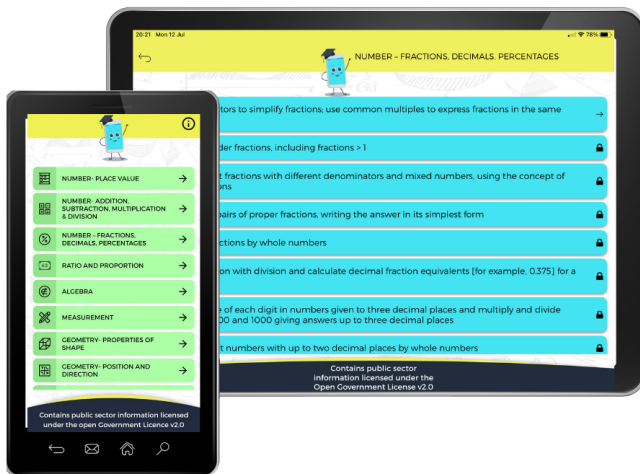 20:21 Mon 12 Jul
78%
NUMBER – FRACTIONS, DECIMALS, PERCENTAGES
tors to simplify fractions; use common multiples to express fractions in the same
der fractions, including fractions > 1
t fractions with different denominators and mixed numbers, using the concept of
ons
pairs of proper fractions, writing the answer in its simplest form
ctions by whole numbers
on with division and calculate decimal fraction equivalents [for example, 0.375] for a
e of each digit in numbers given to three decimal places and multiply and divide
00 and 1000 giving answers up to three decimal places
t numbers with up to two decimal places by whole numbers
Contains public sector
information licensed under the
Open Government License v2.0
NUMBER- PLACE VALUE
NUMBER- ADDITION,
SUBTRACTION, MULTIPLICATION
& DIVISION
NUMBER – FRACTIONS,
DECIMALS, PERCENTAGES
RATIO AND PROPORTION
ALGEBRA
MEASUREMENT
GEOMETRY- PROPERTIES OF
SHAPE
GEOMETRY- POSITION AND
DIRECTION
Contains public sector information licensed
under the open Government Licence v2.0